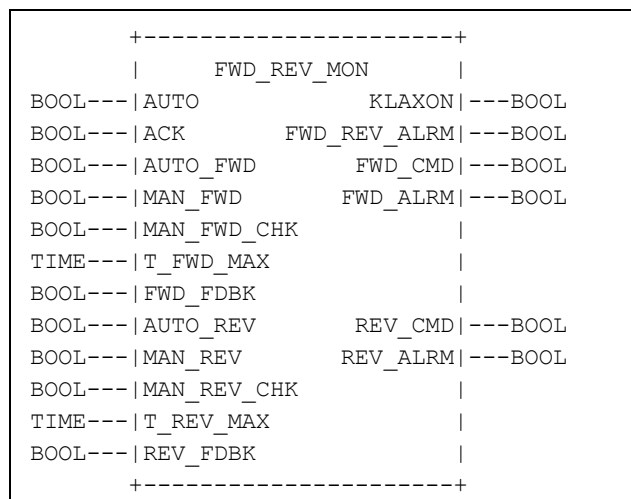 +----------------------+
|     FWD_REV_MON      |
BOOL---|AUTO            KLAXON|---BOOL
BOOL---|ACK      FWD_REV_ALRM|---BOOL
BOOL---|AUTO_FWD      FWD_CMD|---BOOL
BOOL---|MAN_FWD      FWD_ALRM|---BOOL
BOOL---|MAN_FWD_CHK          |
TIME---|T_FWD_MAX            |
BOOL---|FWD_FDBK             |
BOOL---|AUTO_REV      REV_CMD|---BOOL
BOOL---|MAN_REV      REV_ALRM|---BOOL
BOOL---|MAN_REV_CHK          |
TIME---|T_REV_MAX            |
BOOL---|REV_FDBK             |
+----------------------+